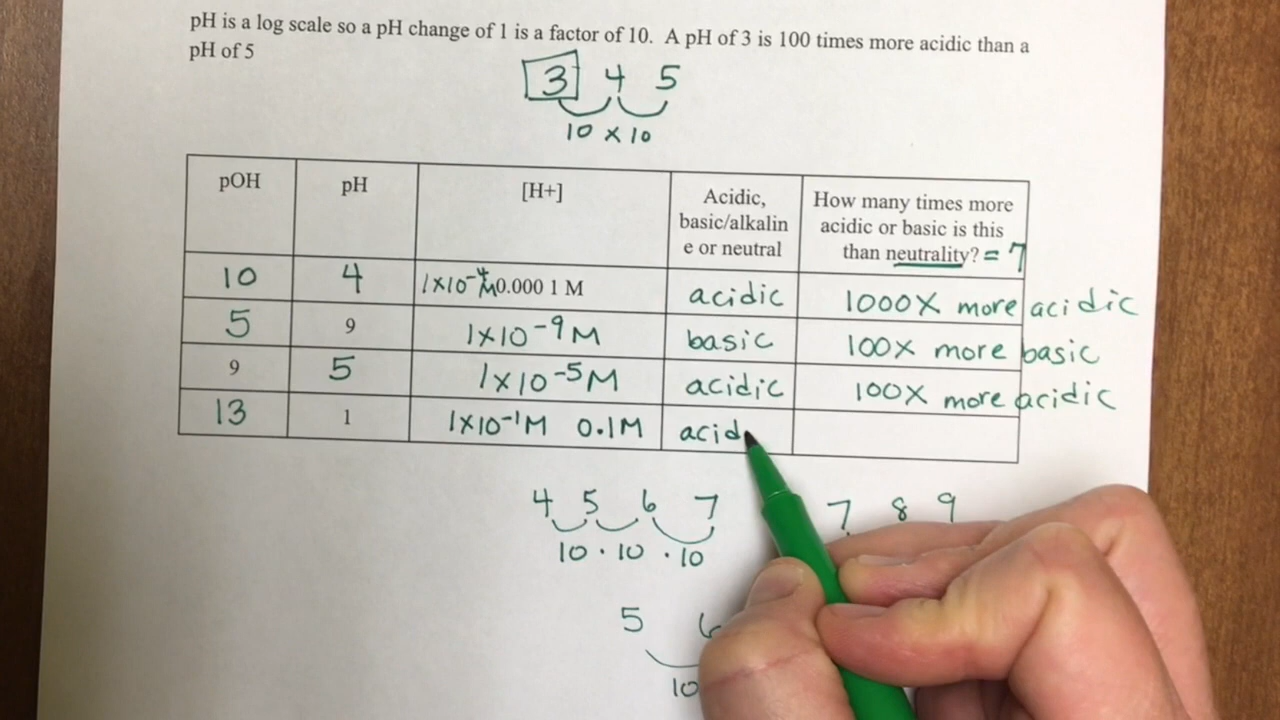 pH is a log scale so a pH change of 1 is a factor of 10. A pH of 3 is 100 times more acidic than a
pH of 5
3 4 5
10 x 10
pOH pH [H+] Acidic, basic/alkalin e or neutral How many times more acidic or basic is this than neutrality? = 7
10 4 1x10⁻⁴M 0.000 1 M acidic 1000X more acidic
5 9 1x10⁻⁹M basic 100x more basic
9 5 1x10⁻⁵M acidic 100X more acidic
13 1 1x10⁻¹M 0.1M acid
4 5 6 7 7 8 9
10 · 10 · 10
5 6
10